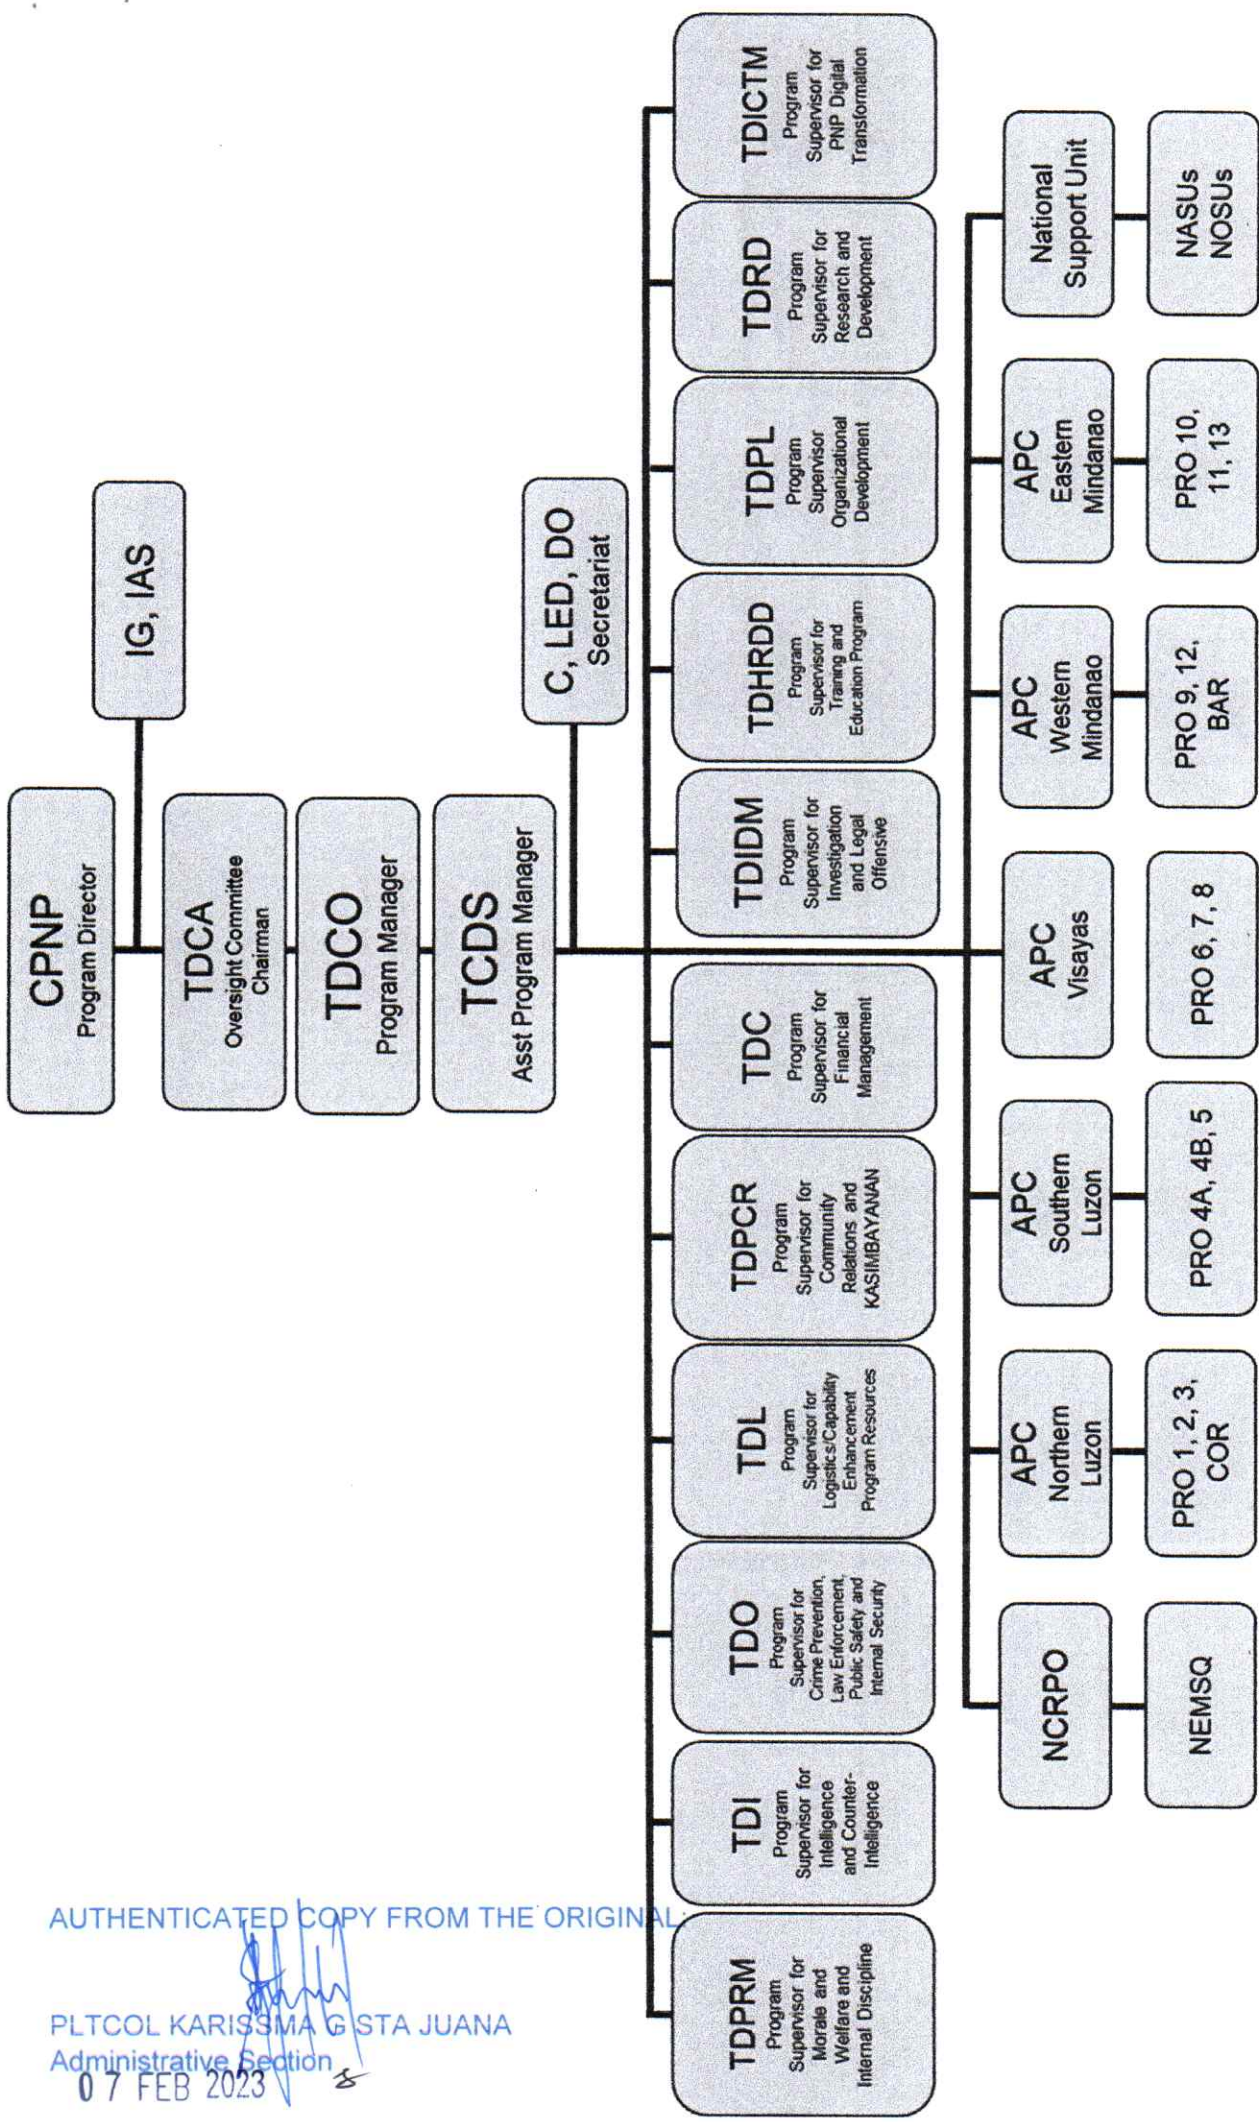 CPNP
Program Director
IG, IAS
TDCA
Oversight Committee
Chairman
TDCO
Program Manager
TCDS
Asst Program Manager
C, LED, DO
Secretariat
TDPRM
Program
Supervisor for
Morale and
Welfare and
Internal Discipline
TDI
Program
Supervisor for
Intelligence
and Counter-
Intelligence
TDO
Program
Supervisor for
Crime Prevention,
Law Enforcement,
Public Safety and
Internal Security
TDL
Program
Supervisor for
Logistics/Capability
Enhancement
Program Resources
TDPCR
Program
Supervisor for
Community
Relations and
KASIMBAYANAN
TDC
Program
Supervisor for
Financial
Management
TDIDM
Program
Supervisor for
Investigation
and Legal
Offensive
TDHRDD
Program
Supervisor for
Training and
Education Program
TDPL
Program
Supervisor
Organizational
Development
TDRD
Program
Supervisor for
Research and
Development
TDICTM
Program
Supervisor for
PNP Digital
Transformation
NCRPO
APC
Northern
Luzon
APC
Southern
Luzon
APC
Visayas
APC
Western
Mindanao
APC
Eastern
Mindanao
National
Support Unit
NEMSQ
PRO 1, 2, 3,
COR
PRO 4A, 4B, 5
PRO 6, 7, 8
PRO 9, 12,
BAR
PRO 10,
11, 13
NASUs
NOSUs
AUTHENTICATED COPY FROM THE ORIGINAL:
PLTCOL KARISSMA G STA JUANA
Administrative Section
07 FEB 2023